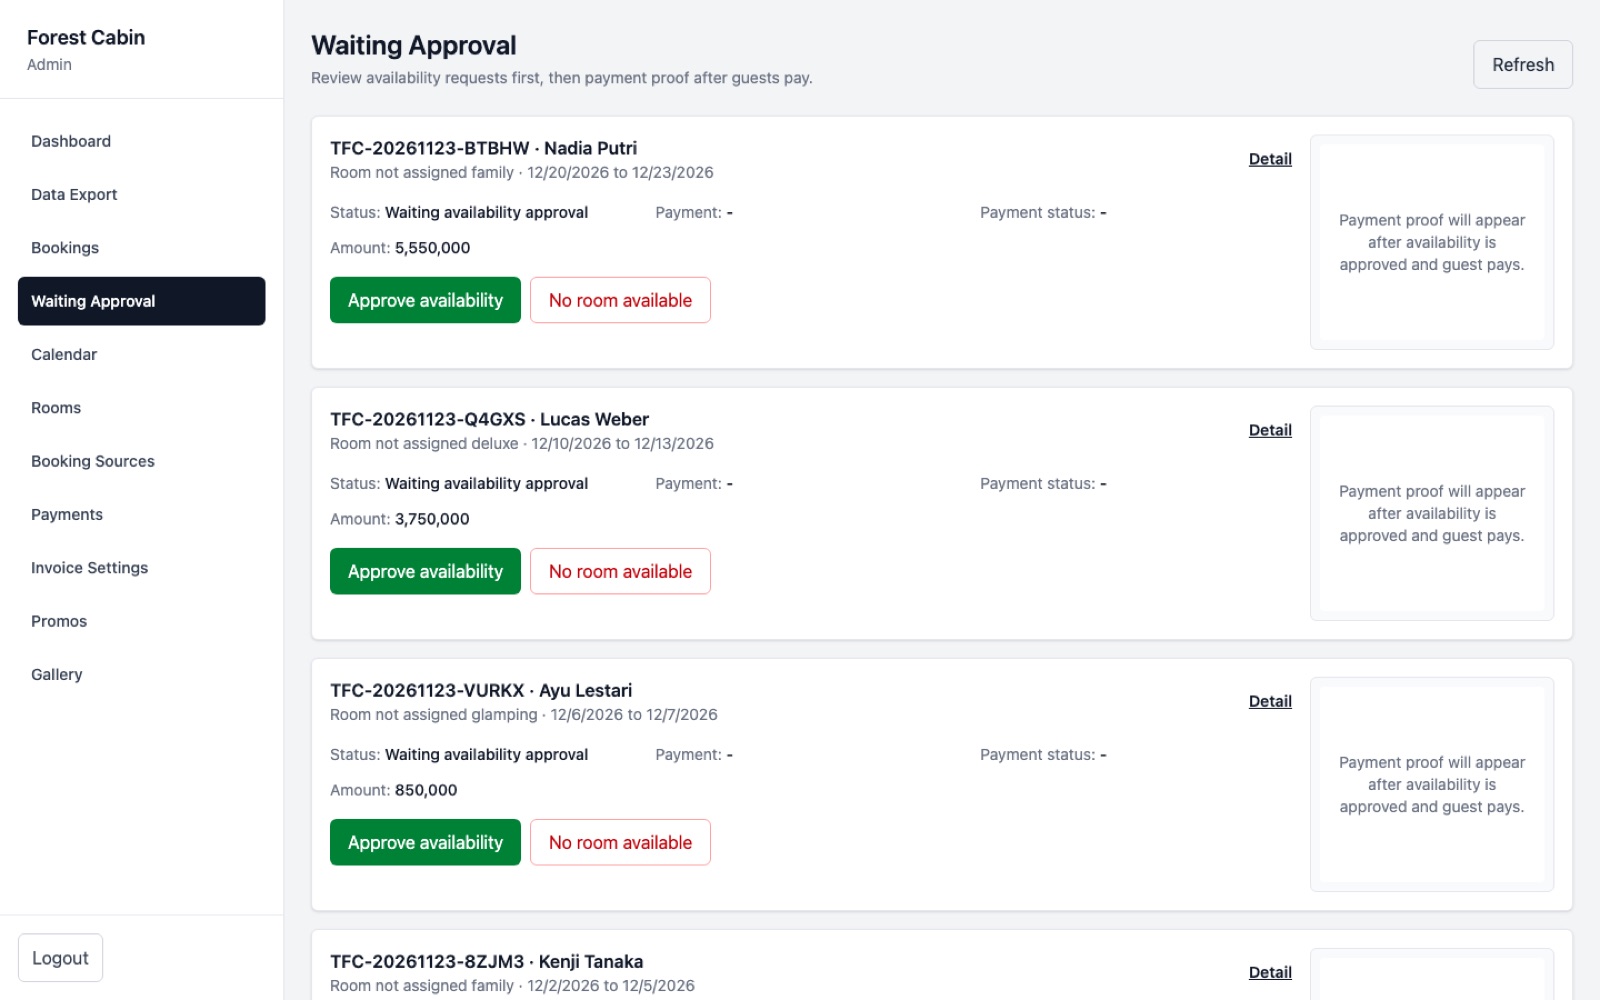 Forest Cabin
Admin
Dashboard
Data Export
Bookings
Waiting Approval
Calendar
Rooms
Booking Sources
Payments
Invoice Settings
Promos
Gallery
Logout
Waiting Approval
Review availability requests first, then payment proof after guests pay.
Refresh
TFC-20261123-BTBHW · Nadia Putri
Room not assigned family · 12/20/2026 to 12/23/2026
Detail
Status: Waiting availability approval
Payment: -
Payment status: -
Amount: 5,550,000
Approve availability
No room available
Payment proof will appear
after availability is
approved and guest pays.
TFC-20261123-Q4GXS · Lucas Weber
Room not assigned deluxe · 12/10/2026 to 12/13/2026
Detail
Status: Waiting availability approval
Payment: -
Payment status: -
Amount: 3,750,000
Approve availability
No room available
Payment proof will appear
after availability is
approved and guest pays.
TFC-20261123-VURKX · Ayu Lestari
Room not assigned glamping · 12/6/2026 to 12/7/2026
Detail
Status: Waiting availability approval
Payment: -
Payment status: -
Amount: 850,000
Approve availability
No room available
Payment proof will appear
after availability is
approved and guest pays.
TFC-20261123-8ZJM3 · Kenji Tanaka
Room not assigned family · 12/2/2026 to 12/5/2026
Detail